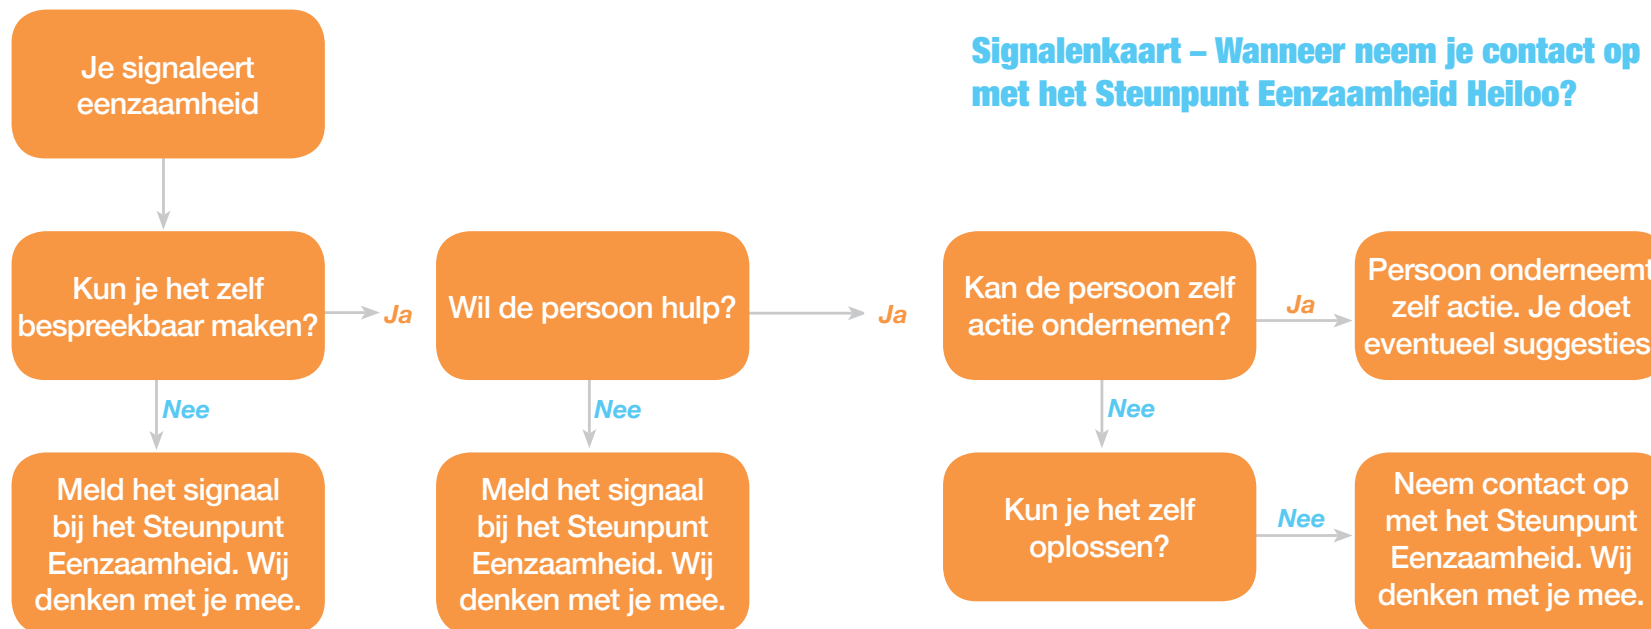 Je signaleert
eenzaamheid
Signalenkaart – Wanneer neem je contact op
met het Steunpunt Eenzaamheid Heiloo?
Kun je het zelf
bespreekbaar maken?
Ja
Wil de persoon hulp?
Ja
Kan de persoon zelf
actie ondernemen?
Ja
Persoon onderneemt
zelf actie. Je doet
eventueel suggesties
Nee
Nee
Nee
Meld het signaal
bij het Steunpunt
Eenzaamheid. Wij
denken met je mee.
Meld het signaal
bij het Steunpunt
Eenzaamheid. Wij
denken met je mee.
Kun je het zelf
oplossen?
Nee
Neem contact op
met het Steunpunt
Eenzaamheid. Wij
denken met je mee.